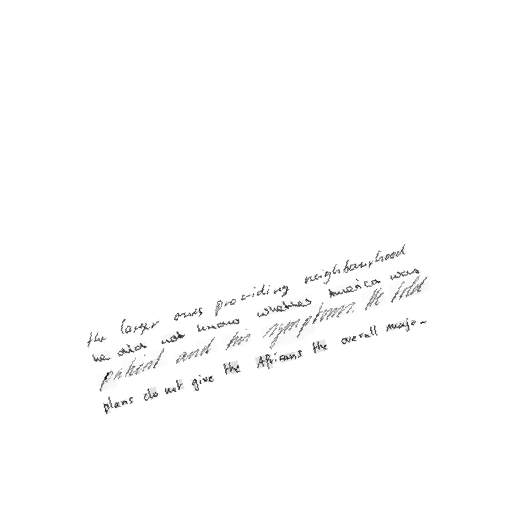 the larger ones providing neighbourhood
he did not know whether America was
patient and his symptoms. He told
plans do not give the Africans the overall majo-